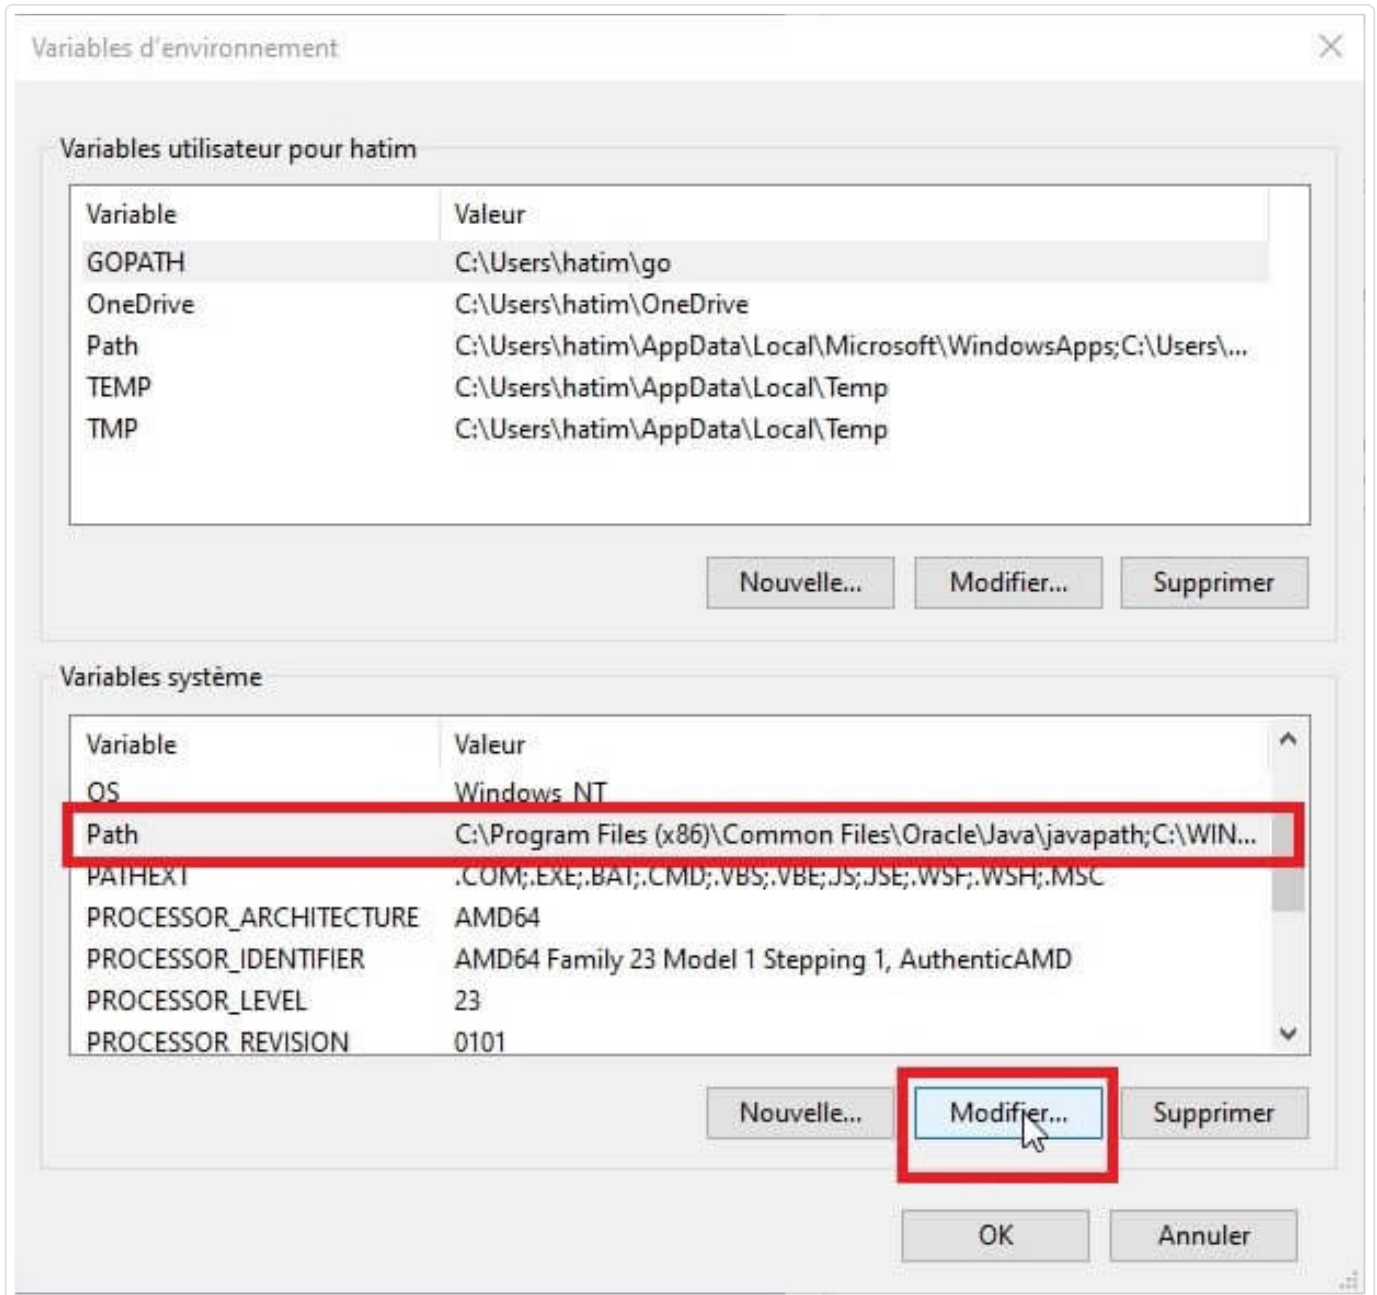 Variables d'environnement
Variables utilisateur pour hatim
Variable Valeur
GOPATH C:\Users\hatim\go
OneDrive C:\Users\hatim\OneDrive
Path C:\Users\hatim\AppData\Local\Microsoft\WindowsApps;C:\Users\...
TEMP C:\Users\hatim\AppData\Local\Temp
TMP C:\Users\hatim\AppData\Local\Temp
Nouvelle... Modifier... Supprimer
Variables système
Variable Valeur
OS Windows_NT
Path C:\Program Files (x86)\Common Files\Oracle\Java\javapath;C:\WIN...
PATHEXT .COM;.EXE;.BAT;.CMD;.VBS;.VBE;.JS;.JSE;.WSF;.WSH;.MSC
PROCESSOR_ARCHITECTURE AMD64
PROCESSOR_IDENTIFIER AMD64 Family 23 Model 1 Stepping 1, AuthenticAMD
PROCESSOR_LEVEL 23
PROCESSOR_REVISION 0101
Nouvelle... Modifier... Supprimer
OK Annuler